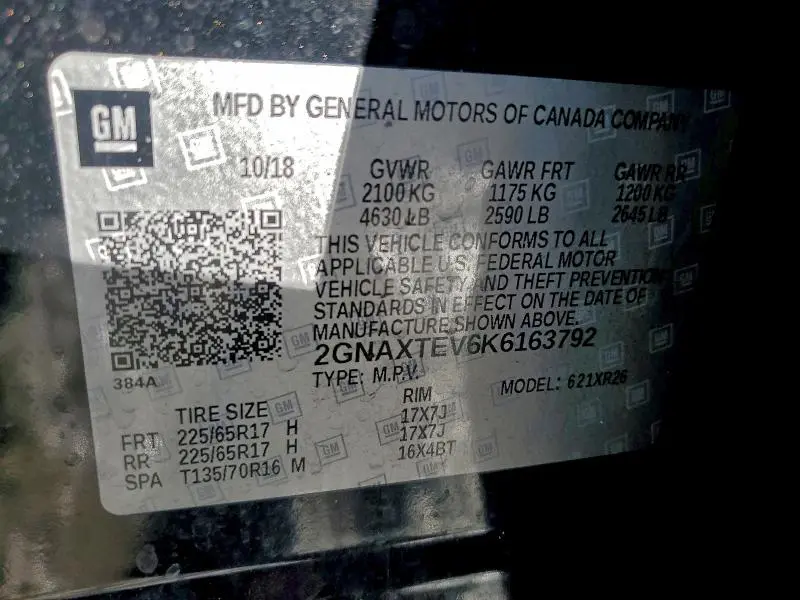 GM
MFD BY GENERAL MOTORS OF CANADA COMPANY
10/18 GVWR GAWR FRT GAWR RR
2100 KG 1175 KG 1200 KG
4630 LB 2590 LB 2645 LB
THIS VEHICLE CONFORMS TO ALL
APPLICABLE U.S. FEDERAL MOTOR
VEHICLE SAFETY AND THEFT PREVENTION
STANDARDS IN EFFECT ON THE DATE OF
MANUFACTURE SHOWN ABOVE.
2GNAXTEV6K6163792
384A
TYPE: M.P.V. MODEL: 621XR26
TIRE SIZE RIM
FRT 225/65R17 H 17X7J
RR 225/65R17 H 17X7J
SPA T135/70R16 M 16X4BT